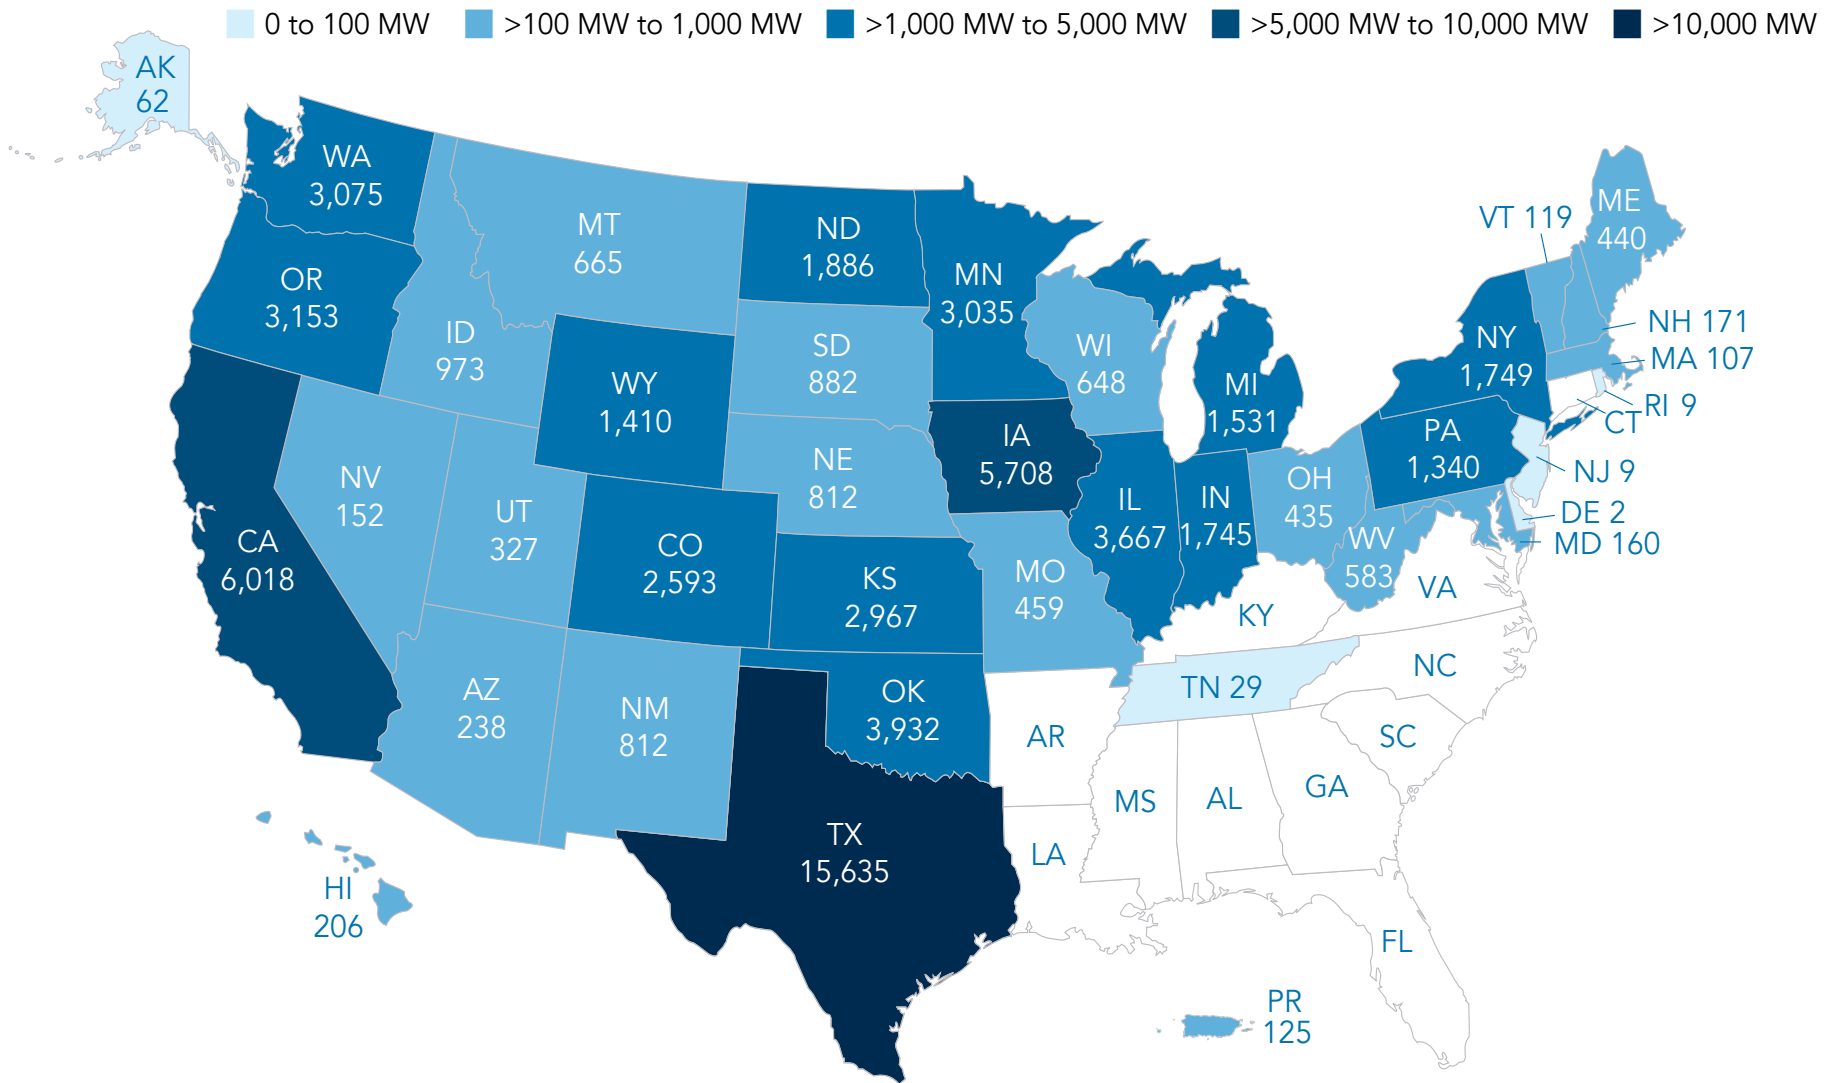 0 to 100 MW
>100 MW to 1,000 MW
>1,000 MW to 5,000 MW
>5,000 MW to 10,000 MW
>10,000 MW
AK
62
WA
3,075
OR
3,153
MT
665
ID
973
ND
1,886
MN
3,035
SD
882
WY
1,410
WI
648
MI
1,531
NY
1,749
VT 119
ME
440
NH 171
MA 107
RI 9
CT
NJ 9
DE 2
MD 160
PA
1,340
IA
5,708
NE
812
NV
152
UT
327
CA
6,018
CO
2,593
KS
2,967
MO
459
IL
3,667
IN
1,745
OH
435
WV
583
VA
KY
NC
TN 29
AZ
238
NM
812
OK
3,932
AR
SC
MS
AL
GA
LA
TX
15,635
HI
206
FL
PR
125